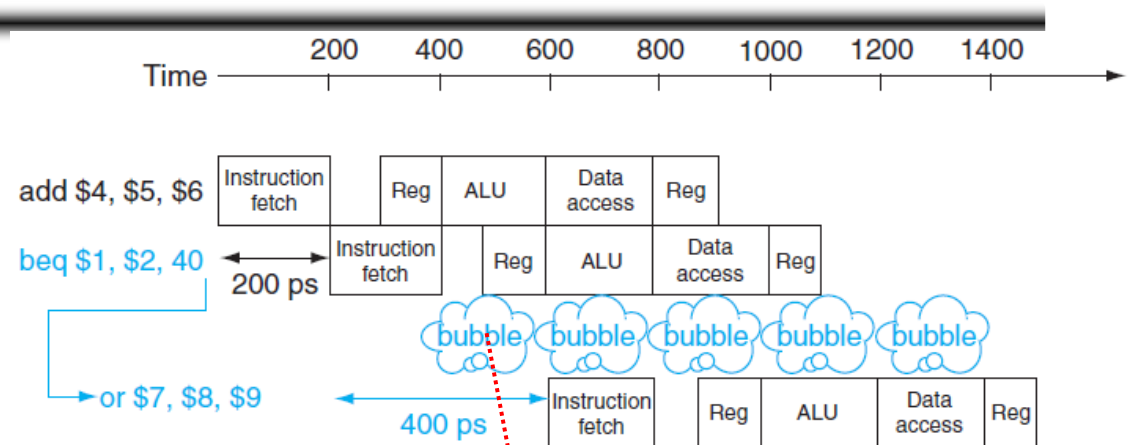 200 400 600 800 1000 1200 1400
Time
add $4, $5, $6 Instruction fetch Reg ALU Data access Reg
beq $1, $2, 40 200 ps Instruction fetch Reg ALU Data access Reg
bubble bubble bubble bubble bubble
or $7, $8, $9 400 ps Instruction fetch Reg ALU Data access Reg